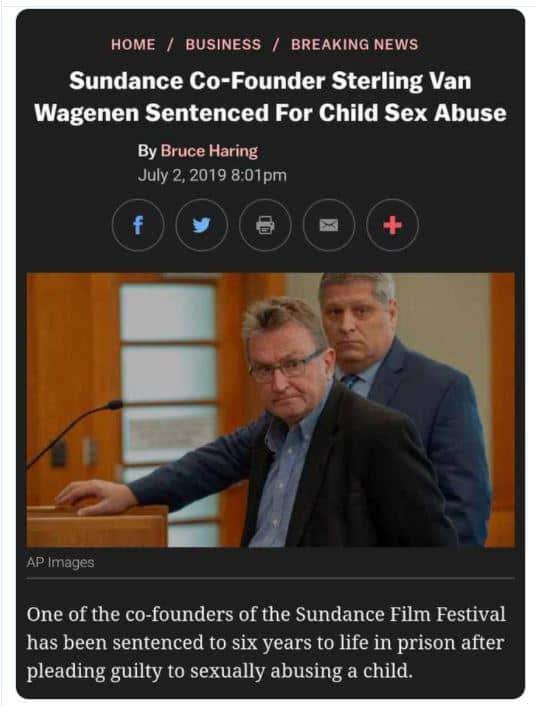 HOME / BUSINESS / BREAKING NEWS
Sundance Co-Founder Sterling Van
Wagenen Sentenced For Child Sex Abuse
By Bruce Haring
July 2, 2019 8:01pm
AP Images
One of the co-founders of the Sundance Film Festival
has been sentenced to six years to life in prison after
pleading guilty to sexually abusing a child.